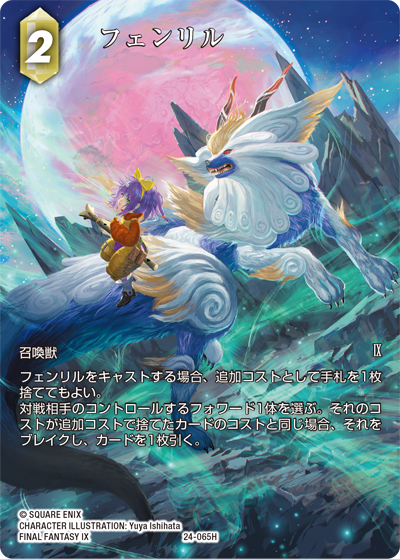 2
フェンリル
召喚獣
IX
フェンリルをキャストする場合、追加コストとして手札を1枚
捨ててもよい。
対戦相手のコントロールするフォワード1体を選ぶ。それのコ
ストが追加コストで捨てたカードのコストと同じ場合、それを
ブレイクし、カードを1枚引く。
© SQUARE ENIX
CHARACTER ILLUSTRATION: Yuya Ishihata
FINAL FANTASY IX
24-065H